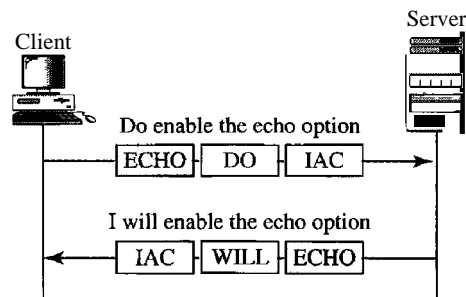 Server
Client
Do enable the echo option
ECHO DO IAC
I will enable the echo option
IAC WILL ECHO